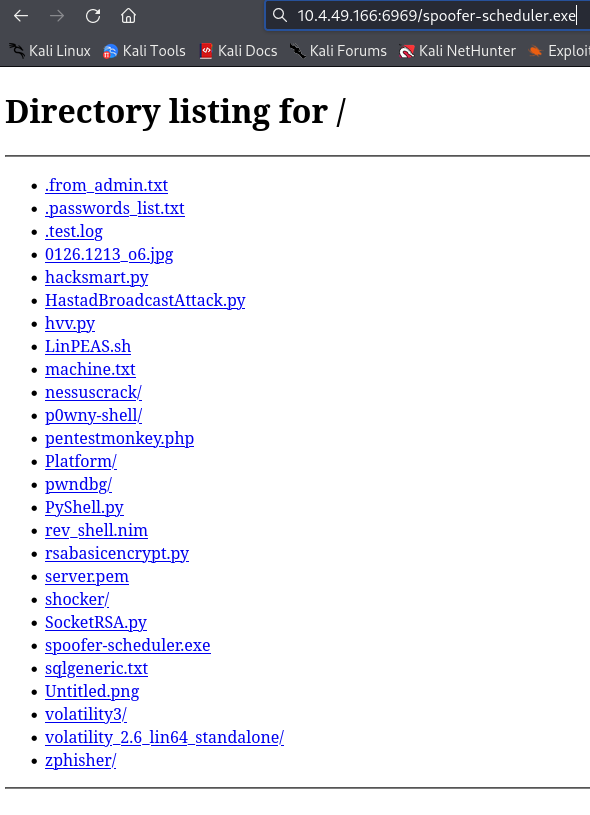 10.4.49.166:6969/spoofer-scheduler.exe
Kali Linux Kali Tools Kali Docs Kali Forums Kali NetHunter
Directory listing for /
.from_admin.txt
.passwords_list.txt
.test.log
0126.1213_o6.jpg
hacksmart.py
HastadBroadcastAttack.py
hvv.py
LinPEAS.sh
machine.txt
nessuscrack/
p0wny-shell/
pentestmonkey.php
Platform/
pwndbg/
PyShell.py
rev_shell.nim
rsabasicencrypt.py
server.pem
shocker/
SocketRSA.py
spoofer-scheduler.exe
sqlgeneric.txt
Untitled.png
volatility3/
volatility_2.6_lin64_standalone/
zphisher/